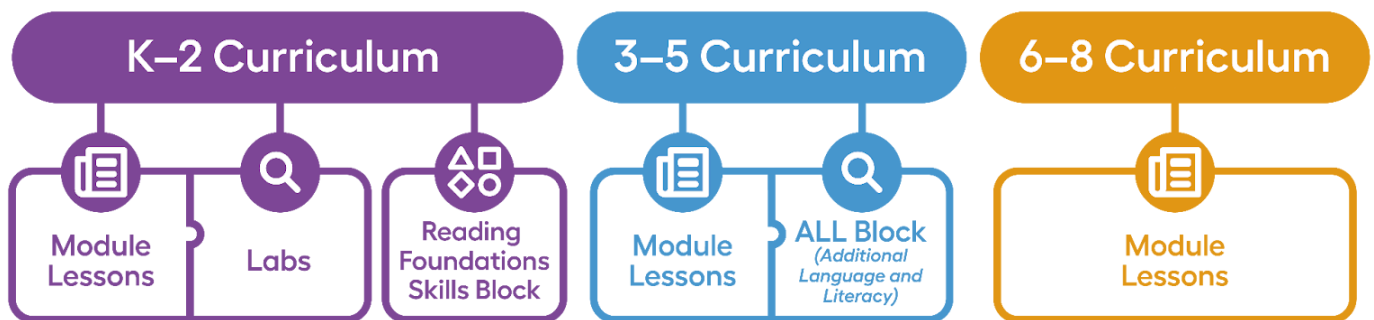 K–2 Curriculum
Module
Lessons
Labs
Reading
Foundations
Skills Block
3–5 Curriculum
Module
Lessons
ALL Block
(Additional
Language and
Literacy)
6–8 Curriculum
Module
Lessons